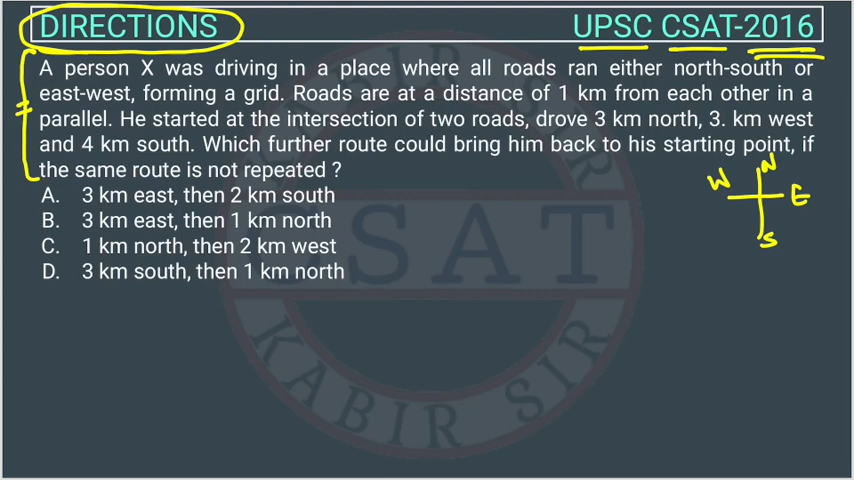 DIRECTIONS UPSC CSAT-2016
A person X was driving in a place where all roads ran either north-south or
east-west, forming a grid. Roads are at a distance of 1 km from each other in a
parallel. He started at the intersection of two roads, drove 3 km north, 3. km west
and 4 km south. Which further route could bring him back to his starting point, if
the same route is not repeated ?
A. 3 km east, then 2 km south
B. 3 km east, then 1 km north
C. 1 km north, then 2 km west
D. 3 km south, then 1 km north
N
W E
S
CSAT
KABIR SIR
KABIR SIR